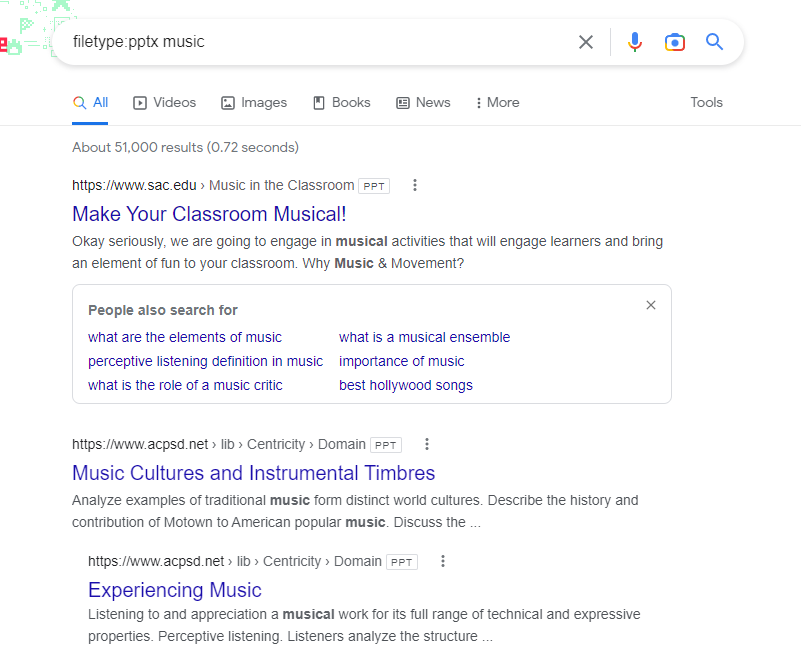 filetype:pptx music
All Videos Images Books News More Tools
About 51,000 results (0.72 seconds)
https://www.sac.edu › Music in the Classroom PPT
Make Your Classroom Musical!
Okay seriously, we are going to engage in musical activities that will engage learners and bring
an element of fun to your classroom. Why Music & Movement?
People also search for
what are the elements of music what is a musical ensemble
perceptive listening definition in music importance of music
what is the role of a music critic best hollywood songs
https://www.acpsd.net › lib › Centricity › Domain PPT
Music Cultures and Instrumental Timbres
Analyze examples of traditional music form distinct world cultures. Describe the history and
contribution of Motown to American popular music. Discuss the ...
https://www.acpsd.net › lib › Centricity › Domain PPT
Experiencing Music
Listening to and appreciation a musical work for its full range of technical and expressive
properties. Perceptive listening. Listeners analyze the structure ...